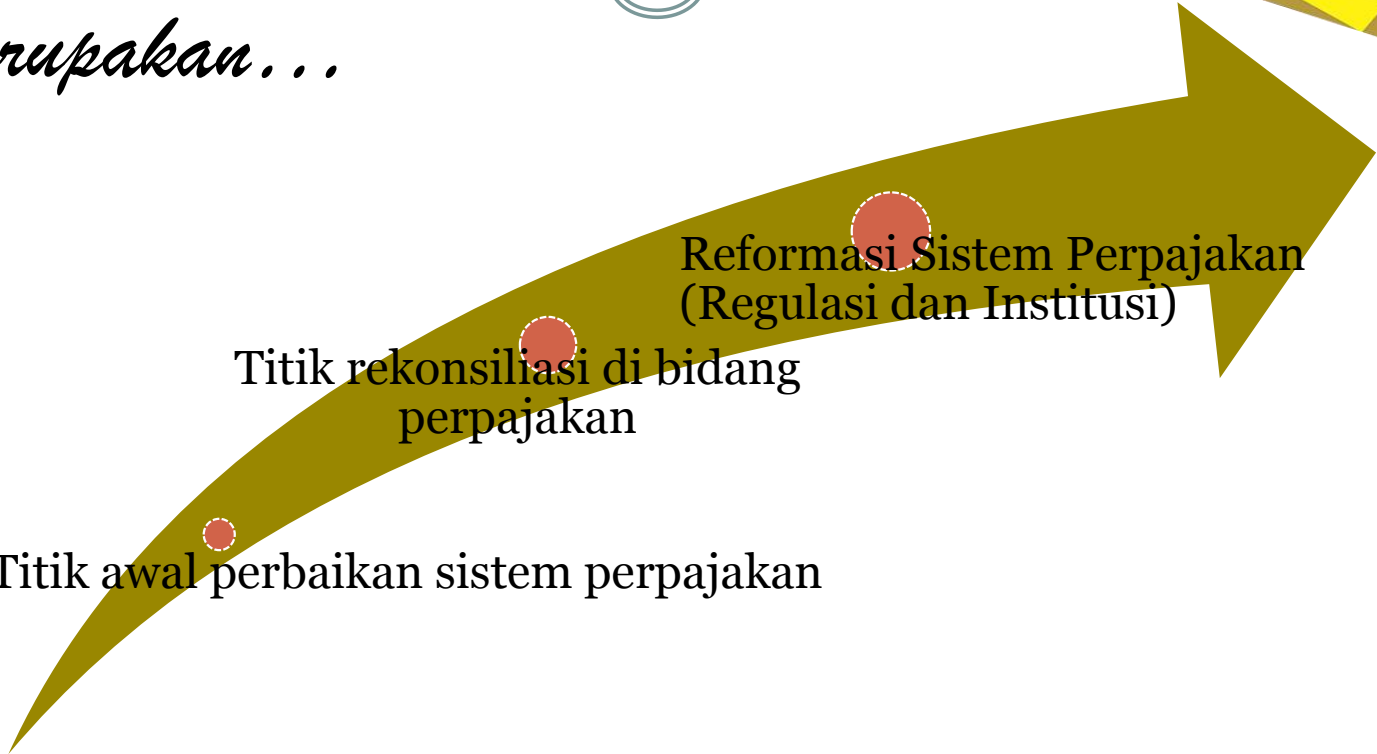 rupakan...
Reformasi Sistem Perpajakan
(Regulasi dan Institusi)
Titik rekonsiliasi di bidang
perpajakan
Titik awal perbaikan sistem perpajakan